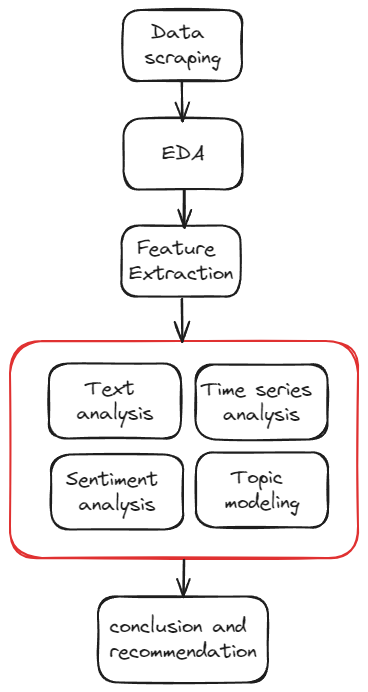 Data
scraping
EDA
Feature
Extraction
Text
analysis
Time series
analysis
Sentiment
analysis
Topic
modeling
conclusion and
recommendation